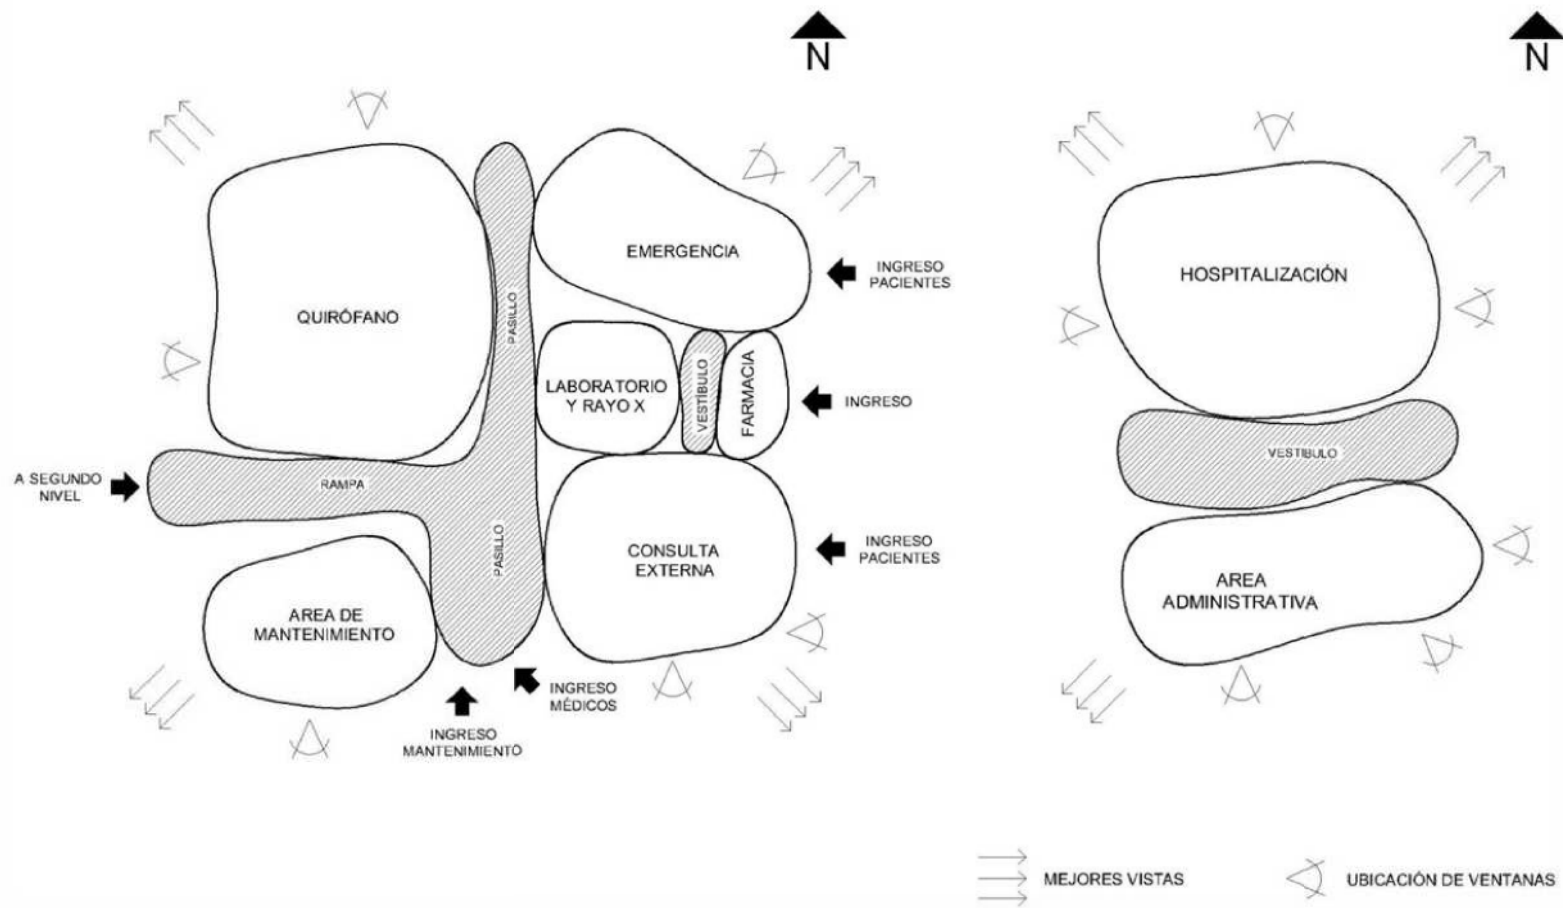 N
N
EMERGENCIA
HOSPITALIZACIÓN
INGRESO
PACIENTES
QUIRÓFANO
PASILLO
LABORATORIO
Y RAYO X
VESTÍBULO
FARMACIA
INGRESO
VESTIBULO
A SEGUNDO
NIVEL
RAMPA
PASILLO
CONSULTA
EXTERNA
INGRESO
PACIENTES
AREA
ADMINISTRATIVA
AREA DE
MANTENIMIENTO
INGRESO
MÉDICOS
INGRESO
MANTENIMIENTO
MEJORES VISTAS
UBICACIÓN DE VENTANAS